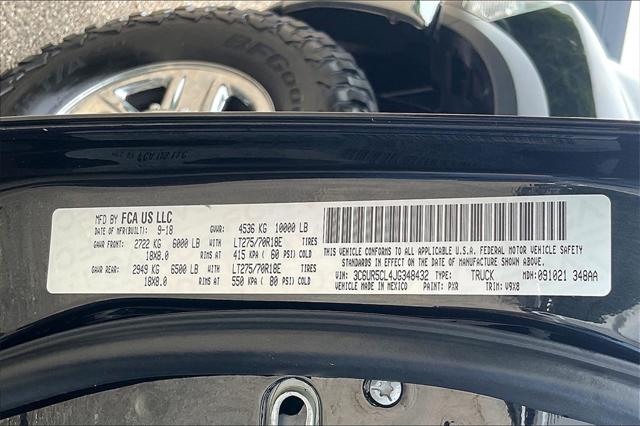 BFGoo
MFD BY FCA US LLC
DATE OF MFR(BUILT): 9-18 GVWR: 4536 KG 10000 LB
GAWR FRONT: 2722 KG 6000 LB WITH LT275/70R18E TIRES
18X8.0 RIMS AT 415 KPA ( 60 PSI) COLD
GAWR REAR: 2949 KG 6500 LB WITH LT275/70R18E TIRES
18X8.0 RIMS AT 550 KPA ( 80 PSI) COLD
THIS VEHICLE CONFORMS TO ALL APPLICABLE U.S.A. FEDERAL MOTOR VEHICLE SAFETY
STANDARDS IN EFFECT ON THE DATE OF MANUFACTURE SHOWN ABOVE.
VIN: 3C6UR5CL4JG348432 TYPE: TRUCK MDH: 091021 348AA
VEHICLE MADE IN MEXICO PAINT: PXR TRIM: V9X8